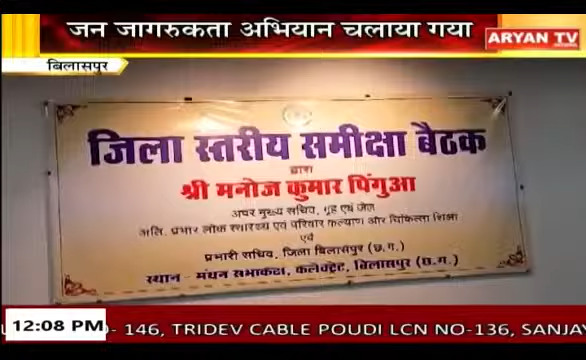 जन जागरुकता अभियान चलाया गया
ARYAN TV
बिलासपुर
जिला स्तरीय समीक्षा बैठक
द्वारा
श्री मनोज कुमार पिंगुआ
अपर मुख्य सचिव, गृह एवं जेल
अति. प्रभार लोक स्वास्थ्य एवं परिवार कल्याण और चिकित्सा शिक्षा
एवं
प्रभारी सचिव, जिला बिलासपुर (छ.ग.)
स्थान - मंथन सभाकक्ष, कलेक्ट्रेट, बिलासपुर (छ.ग.)
12:08 PM
- 146, TRIDEV CABLE POUDI LCN NO-136, SANJAY